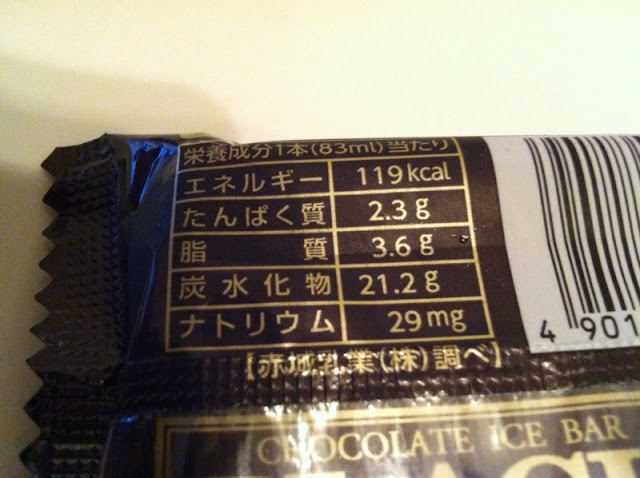 栄養成分1本(83ml)当たり
エネルギー 119kcal
たんぱく質 2.3g
脂質 3.6g
炭水化物 21.2g
ナトリウム 29mg
【赤城乳業(株)調べ】
4 901
CHOCOLATE ICE BAR